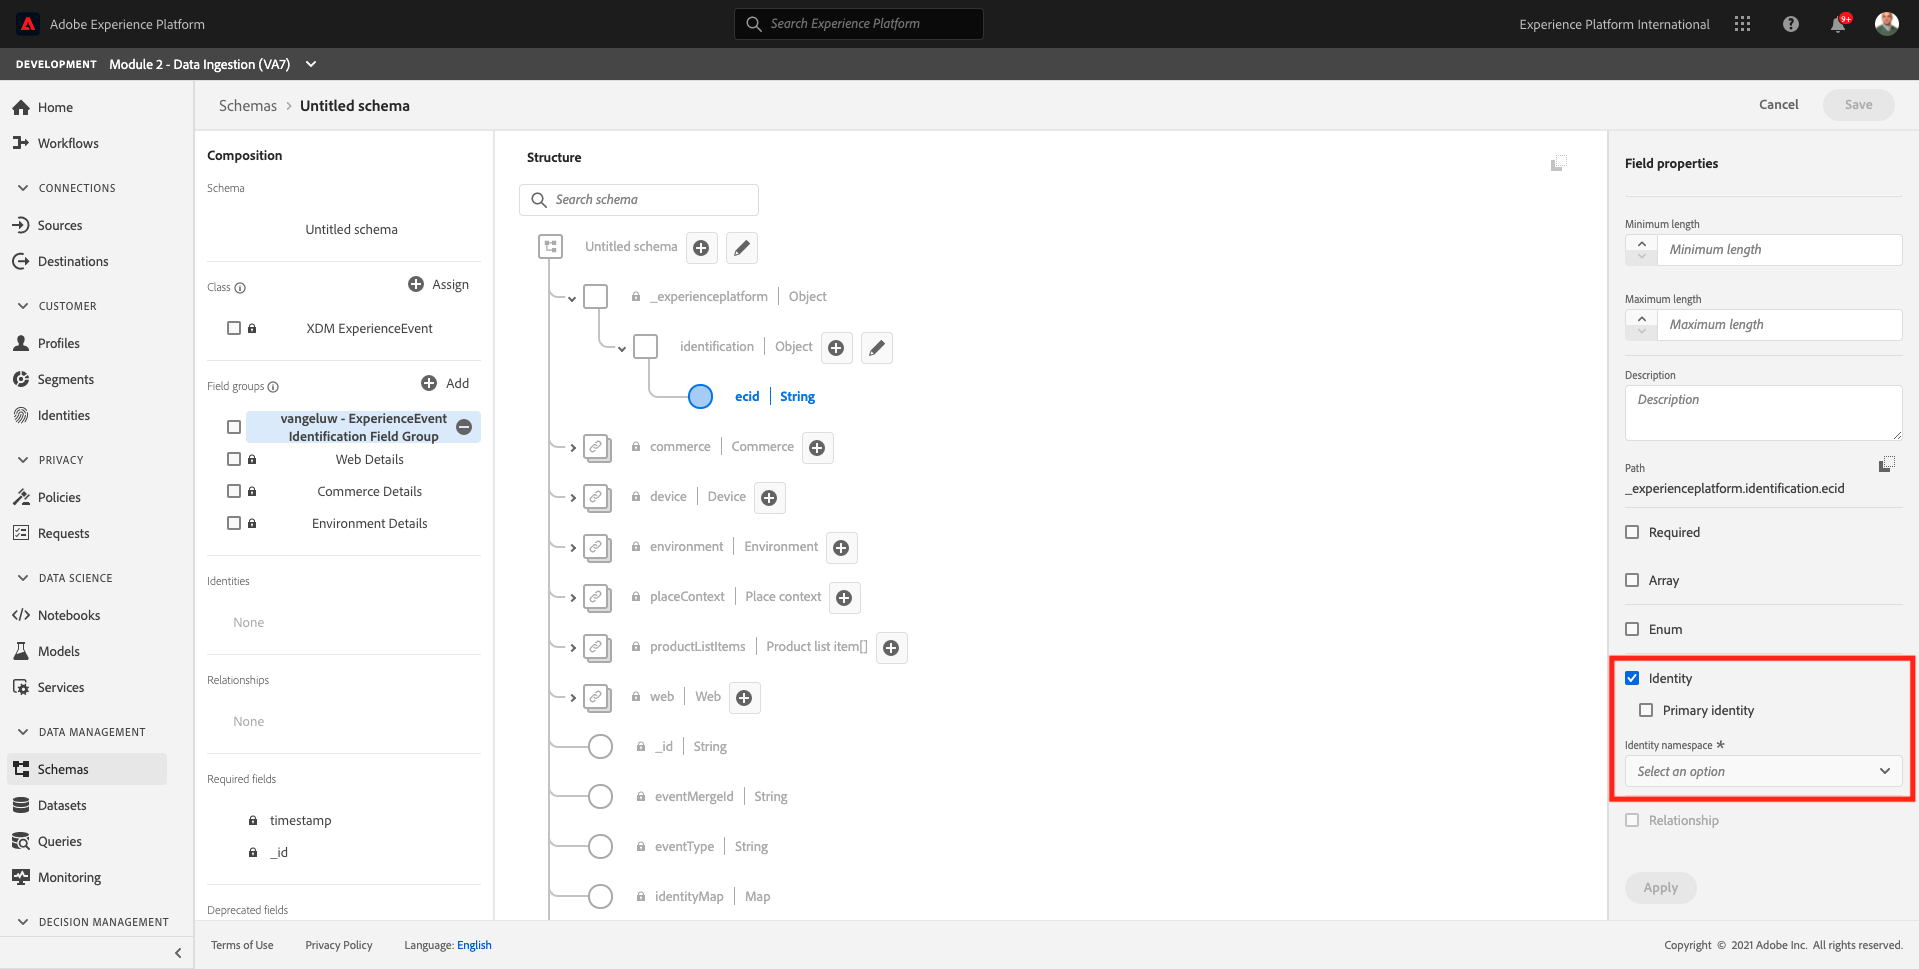 Adobe Experience Platform
Search Experience Platform
Experience Platform International
9+
DEVELOPMENT Module 2 - Data Ingestion (VA7)
Home
Workflows
CONNECTIONS
Sources
Destinations
CUSTOMER
Profiles
Segments
Identities
PRIVACY
Policies
Requests
DATA SCIENCE
Notebooks
Models
Services
DATA MANAGEMENT
Schemas
Datasets
Queries
Monitoring
DECISION MANAGEMENT
Schemas > Untitled schema
Cancel
Save
Composition
Schema
Untitled schema
Class
Assign
XDM ExperienceEvent
Field groups
Add
vangeluw - ExperienceEvent
Identification Field Group
Web Details
Commerce Details
Environment Details
Identities
None
Relationships
None
Required fields
timestamp
_id
Deprecated fields
Structure
Search schema
Untitled schema
_experienceplatform | Object
identification | Object
ecid | String
commerce | Commerce
device | Device
environment | Environment
placeContext | Place context
productListItems | Product list item[]
web | Web
_id | String
eventMergeId | String
eventType | String
identityMap | Map
Field properties
Minimum length
Minimum length
Maximum length
Maximum length
Description
Description
Path
_experienceplatform.identification.ecid
Required
Array
Enum
Identity
Primary identity
Identity namespace *
Select an option
Relationship
Apply
Terms of Use
Privacy Policy
Language: English
Copyright © 2021 Adobe Inc. All rights reserved.